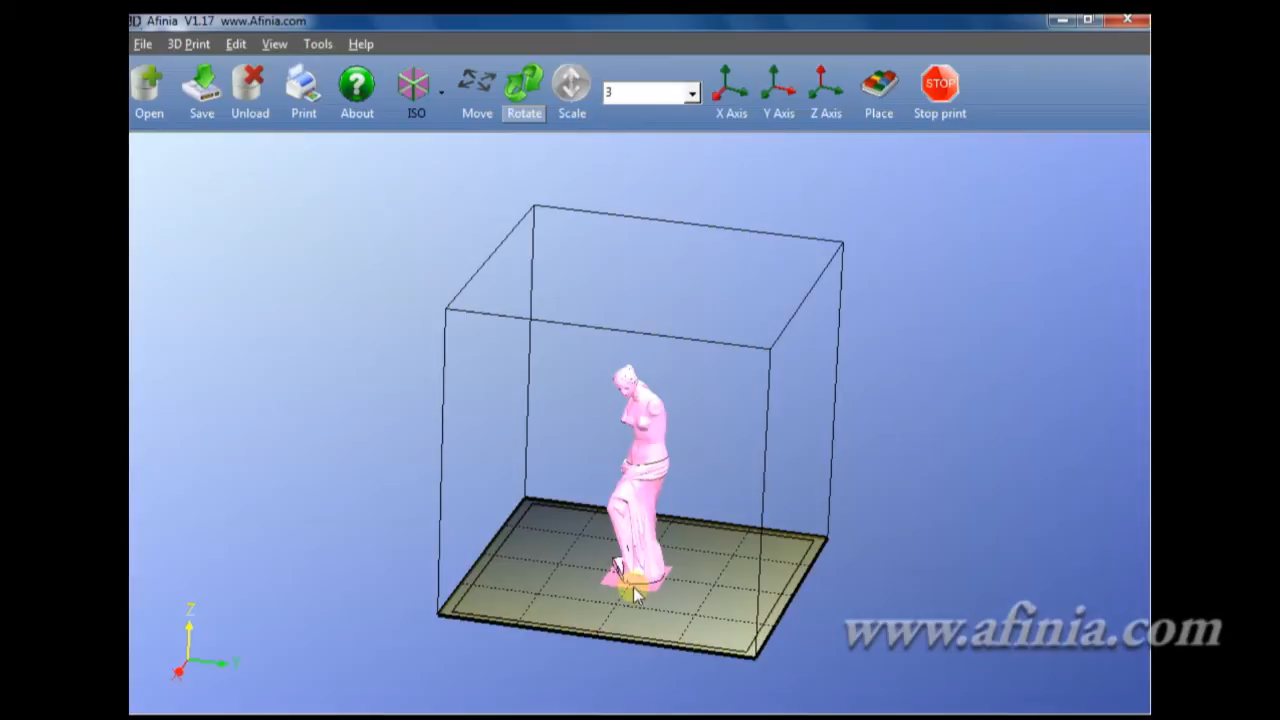 3D Afinia V1.17 www.Afinia.com
File 3D Print Edit View Tools Help
Open Save Unload Print About ISO Move Rotate Scale 3 X Axis Y Axis Z Axis Place STOP Stop print
Z
Y
X
www.afinia.com